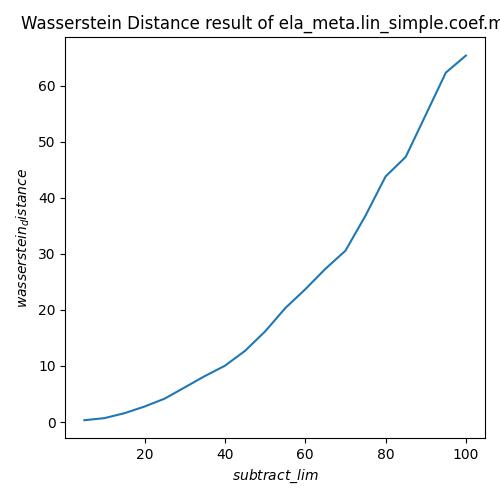 Wasserstein Distance result of ela_meta.lin_simple.coef.m
60
50
40
30
20
10
0
wasserstein_distance
20 40 60 80 100
subtract_lim